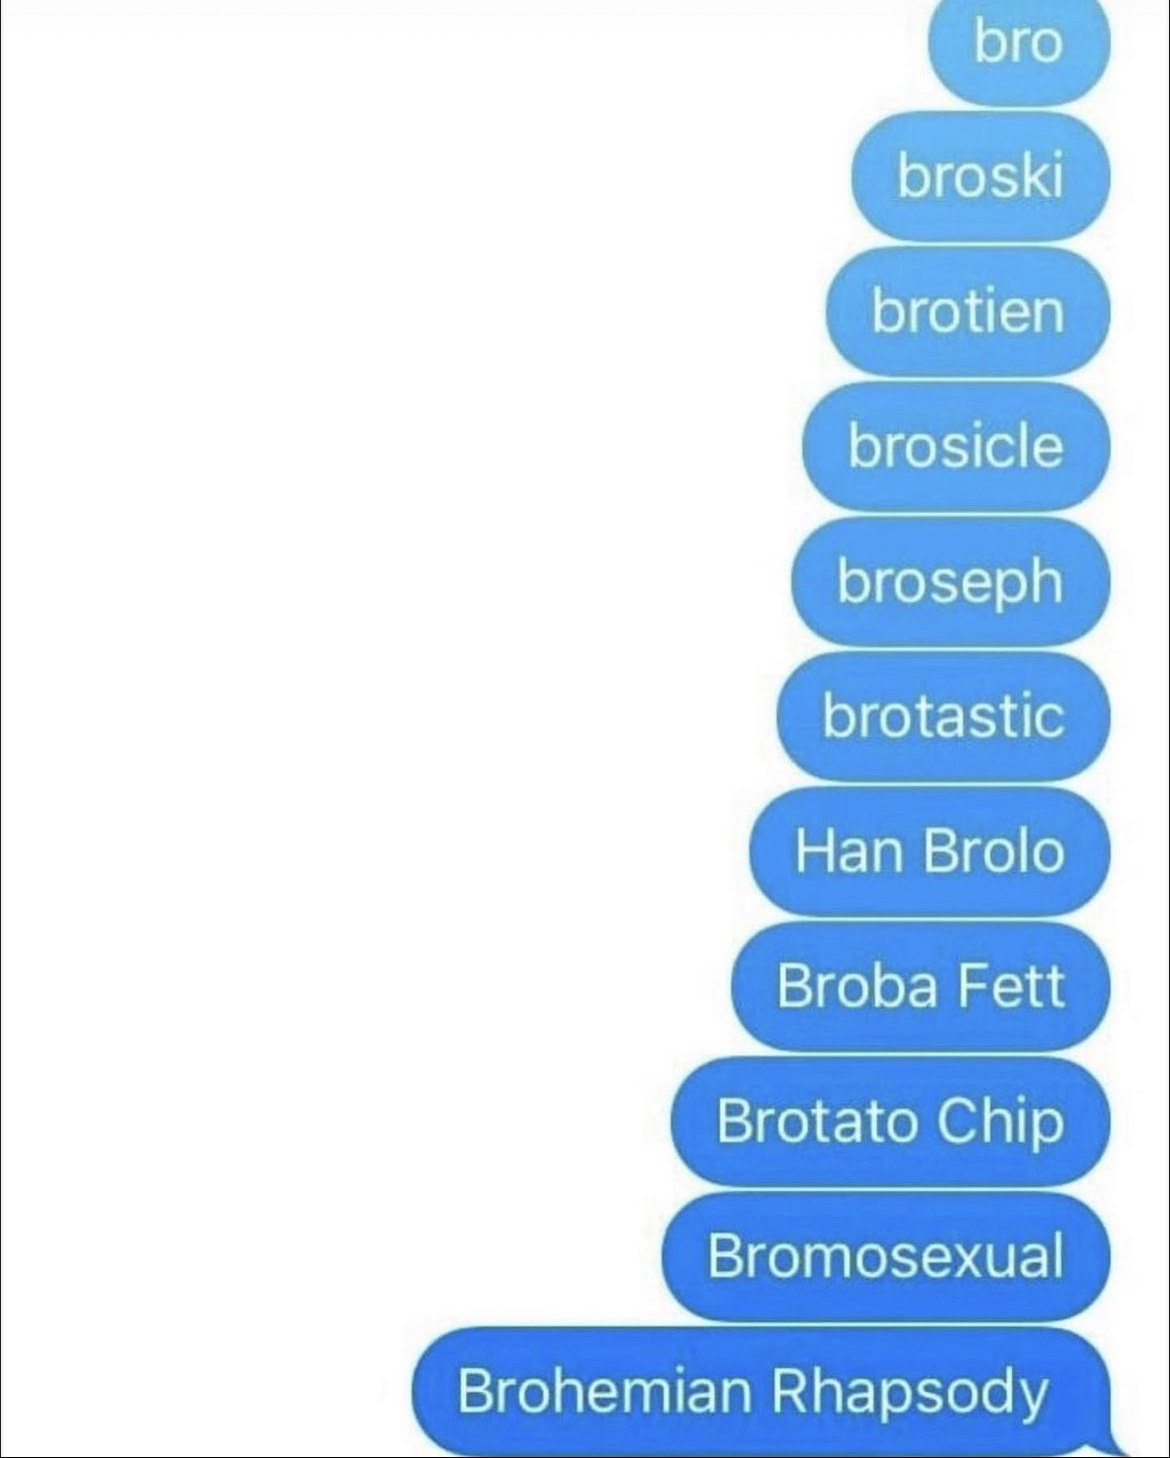 bro
broski
brotien
brosicle
broseph
brotastic
Han Brolo
Broba Fett
Brotato Chip
Bromosexual
Brohemian Rhapsody